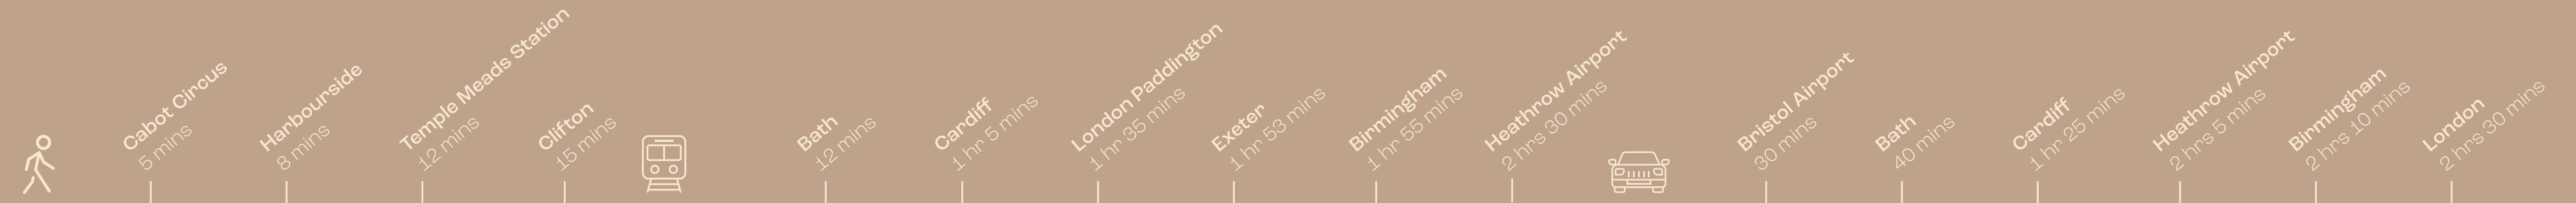 Cabot Circus
5 mins
Harbourside
8 mins
Temple Meads Station
12 mins
Clifton
15 mins
Bath
12 mins
Cardiff
1 hr 5 mins
London Paddington
1 hr 35 mins
Exeter
1 hr 53 mins
Birmingham
1 hr 55 mins
Heathrow Airport
2 hrs 30 mins
Bristol Airport
30 mins
Bath
40 mins
Cardiff
1 hr 25 mins
Heathrow Airport
2 hrs 5 mins
Birmingham
2 hrs 10 mins
London
2 hrs 30 mins